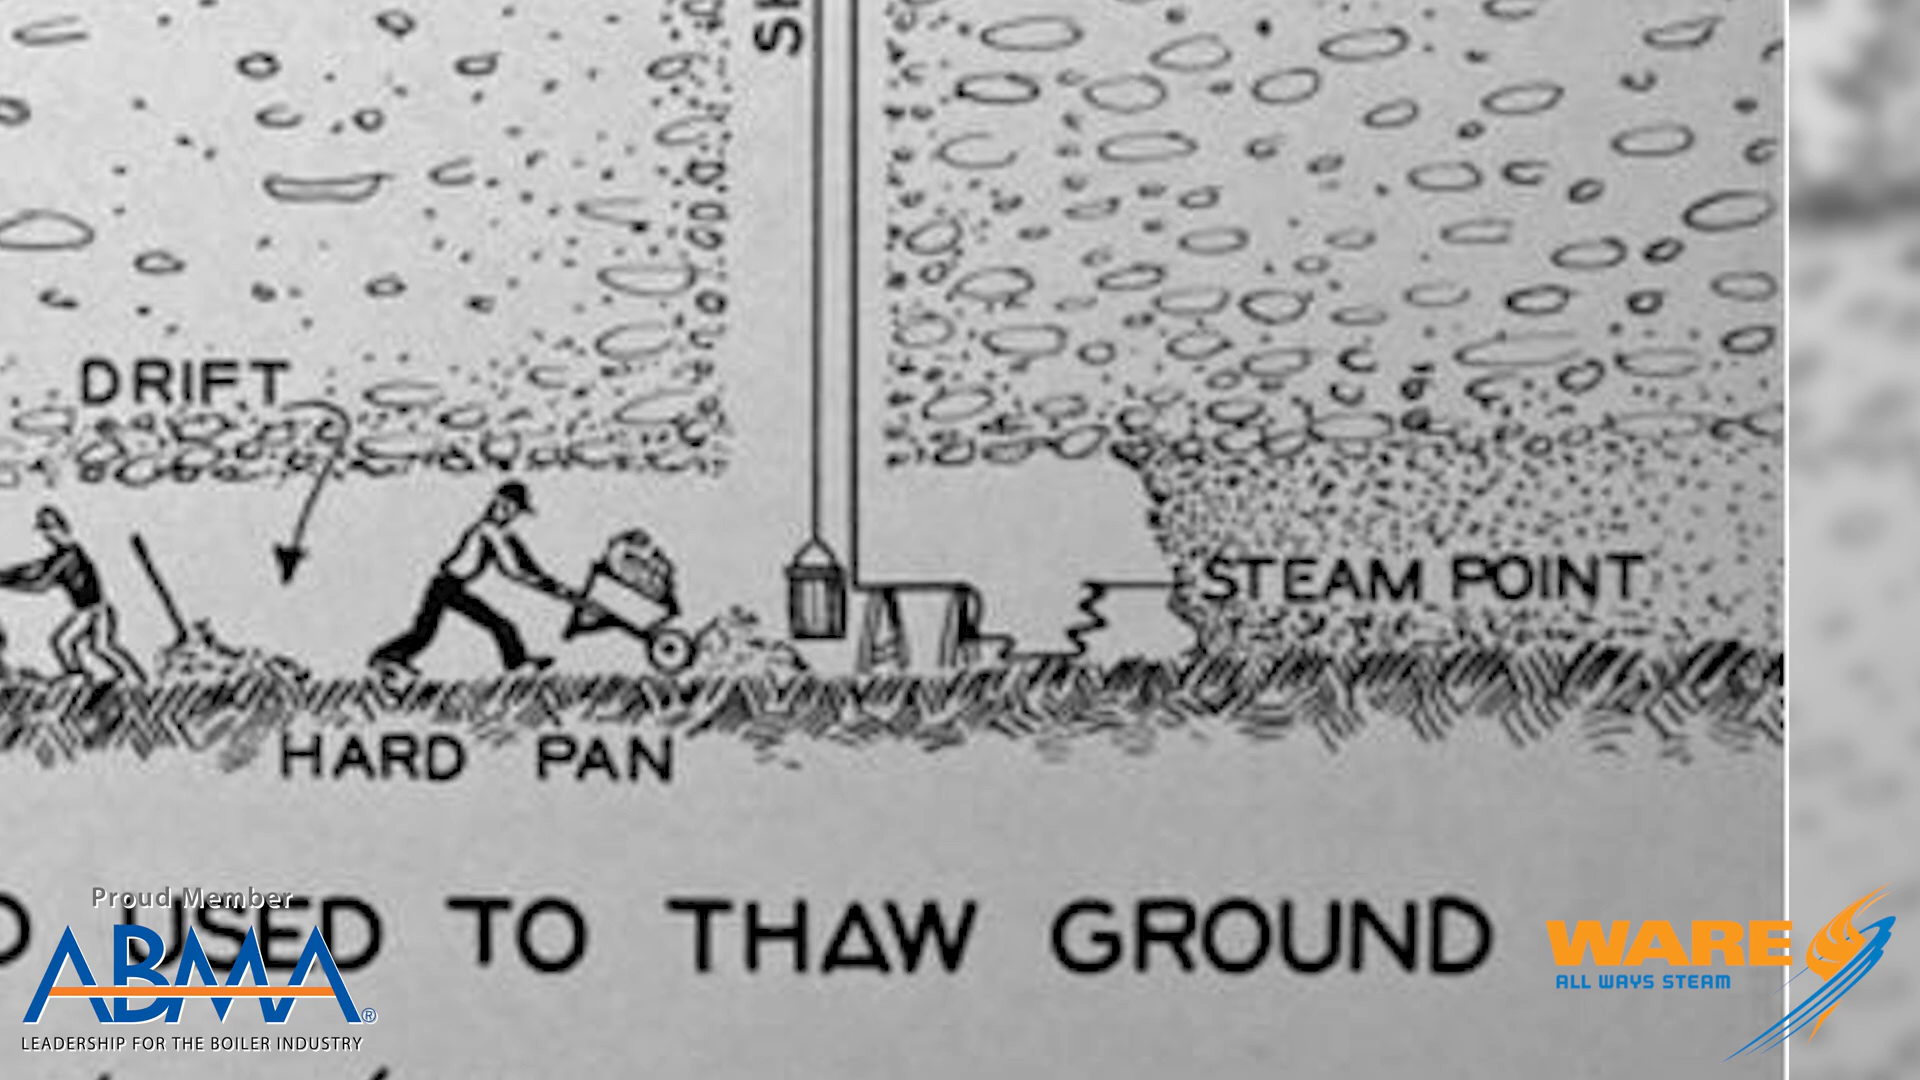 DRIFT
STEAM POINT
HARD PAN
USED TO THAW GROUND
Proud Member
ABMA®
LEADERSHIP FOR THE BOILER INDUSTRY
WARE
ALL WAYS STEAM